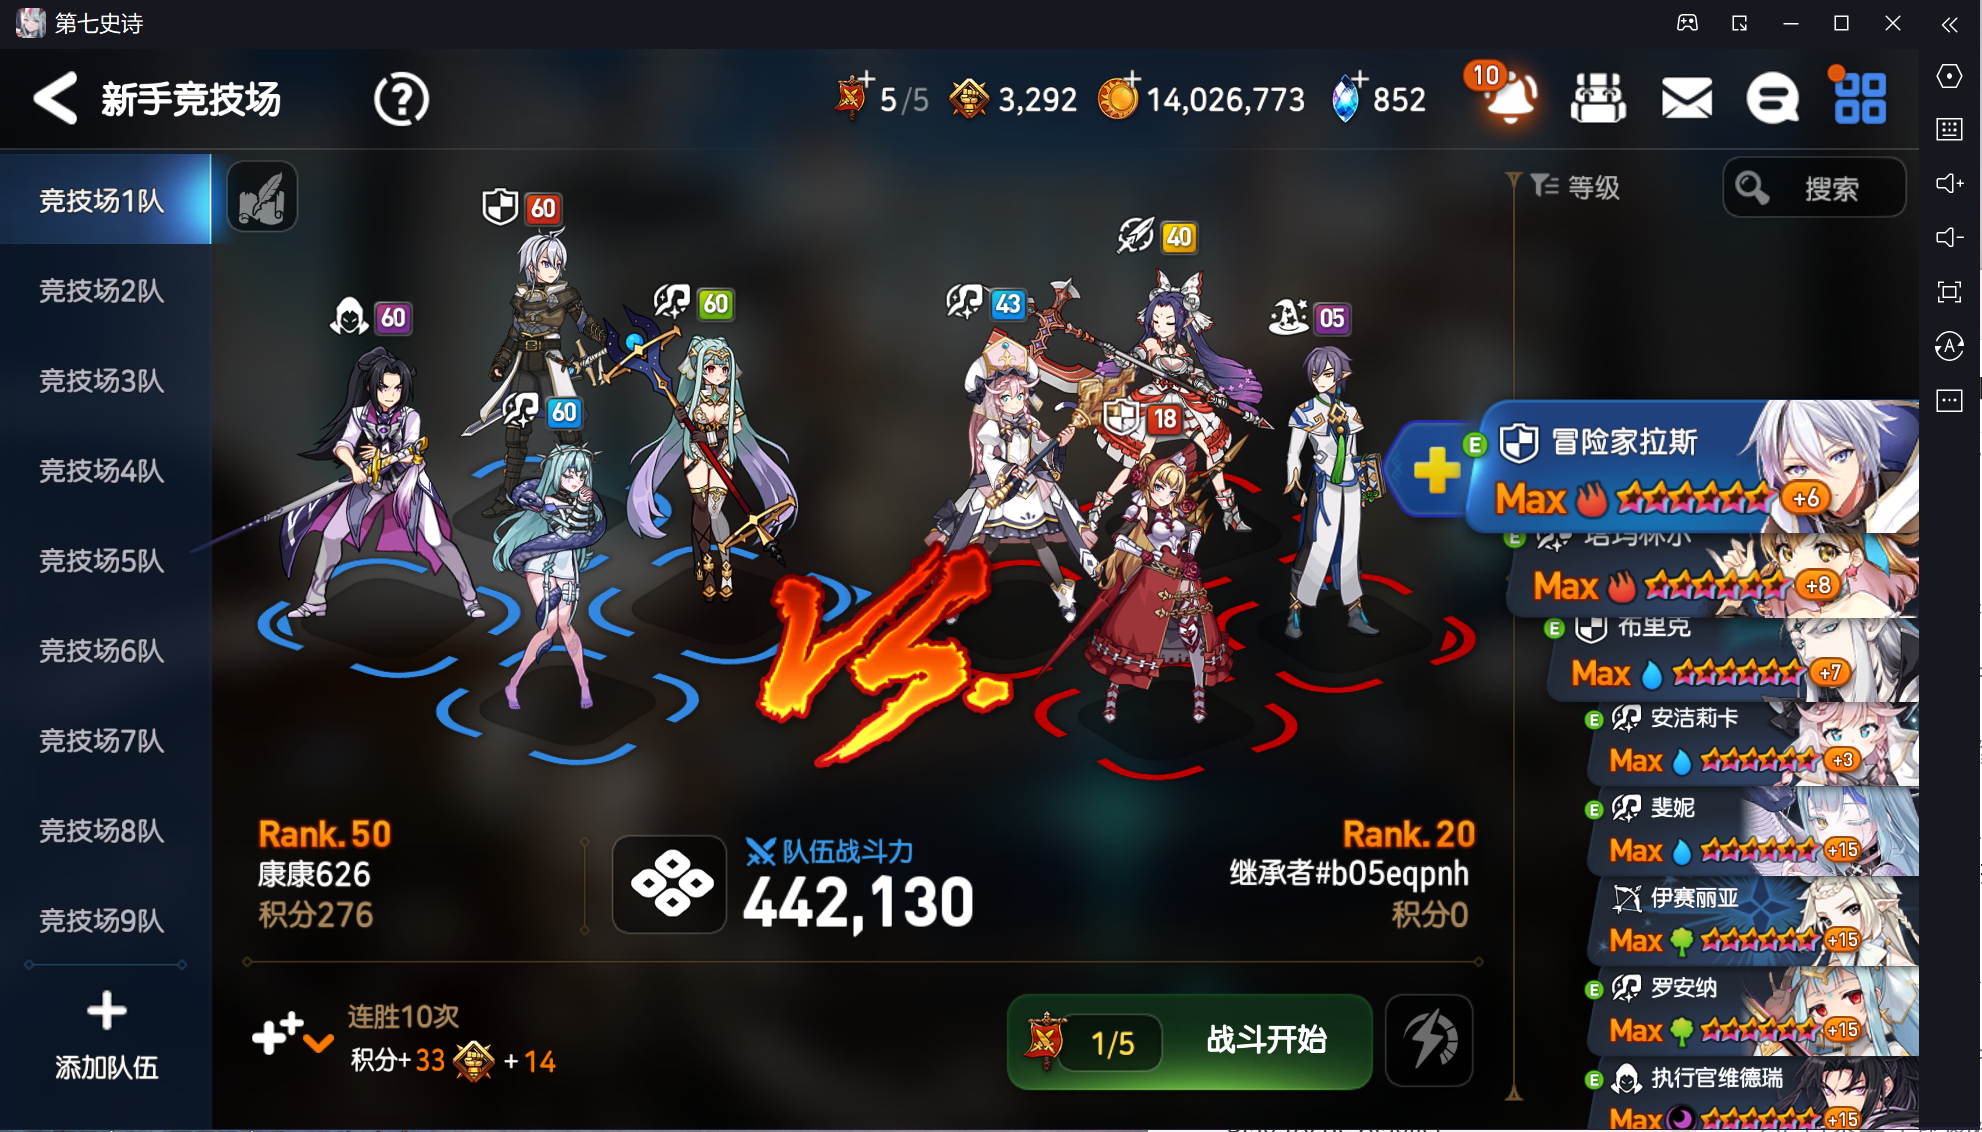 第七史诗
新手竞技场
5/5
3,292
14,026,773
852
10
竞技场1队
竞技场2队
竞技场3队
竞技场4队
竞技场5队
竞技场6队
竞技场7队
竞技场8队
竞技场9队
添加队伍
60
60
60
60
43
40
18
05
VS.
等级
搜索
E 冒险家拉斯
Max +6
E 塔玛林尔
Max +8
E 布里克
Max +7
E 安洁莉卡
Max +3
E 斐妮
Max +15
伊赛丽亚
Max +15
E 罗安纳
Max +15
E 执行官维德瑞
Max +15
Rank.50
康康626
积分276
队伍战斗力
442,130
Rank.20
继承者#b05eqpnh
积分0
连胜10次
积分+33 +14
1/5
战斗开始